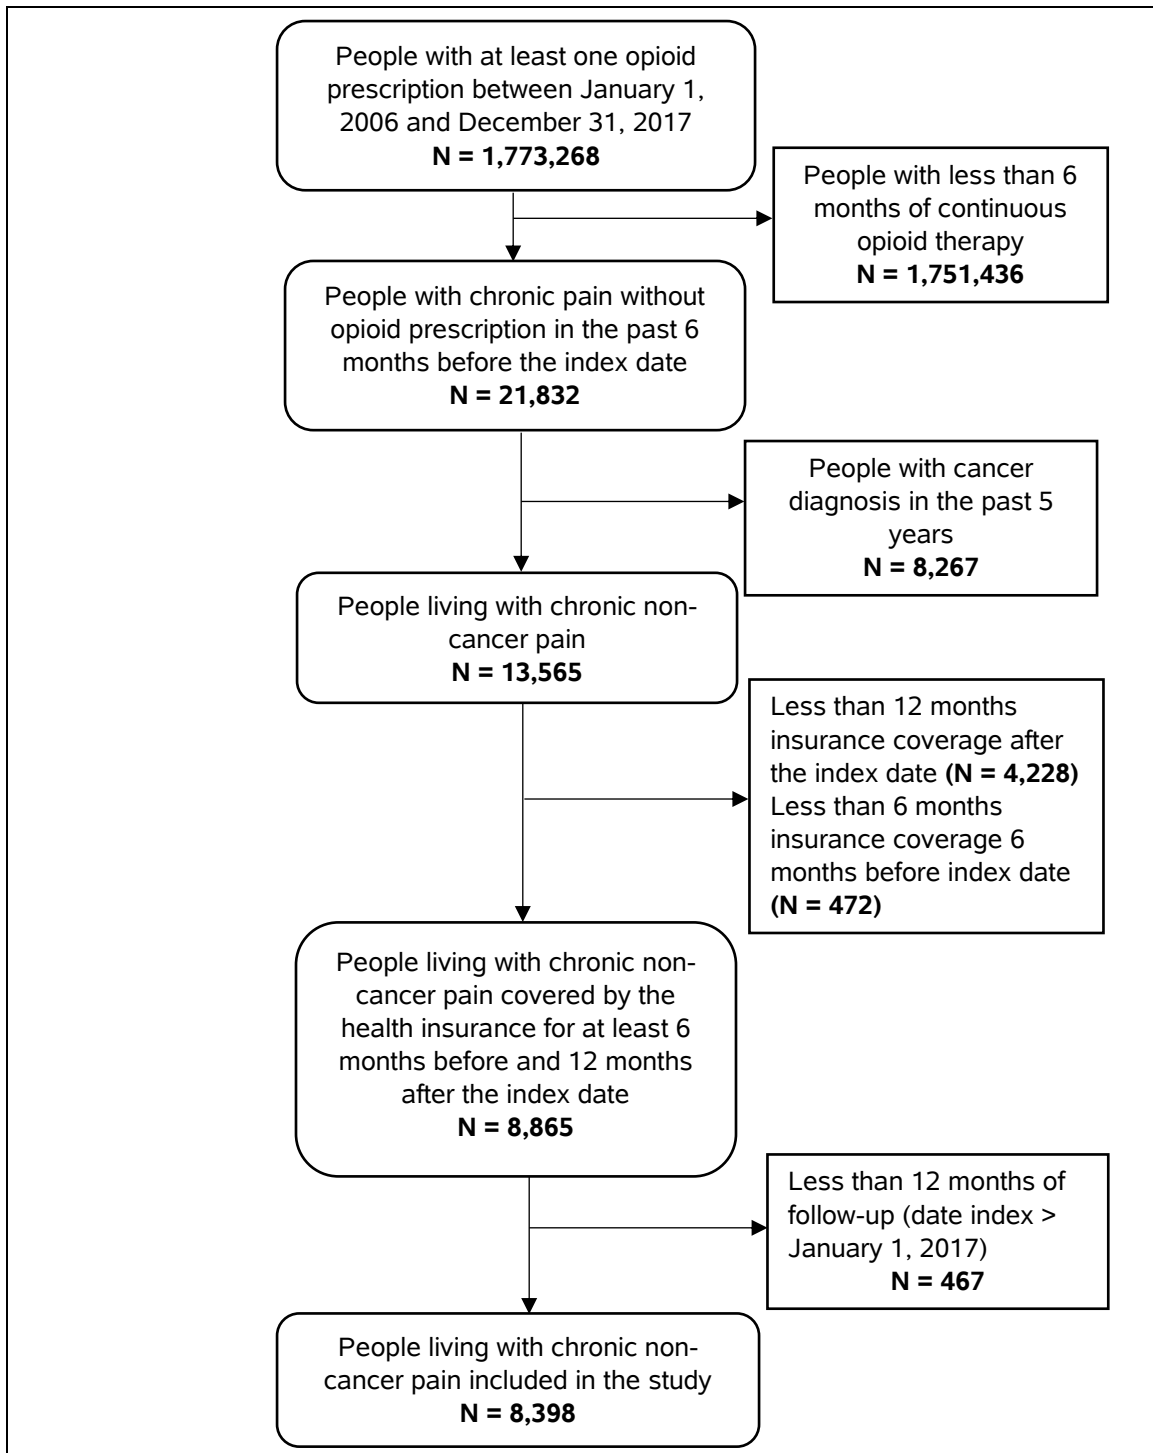 People with at least one opioid
prescription between January 1,
2006 and December 31, 2017
N = 1,773,268
People with less than 6
months of continuous
opioid therapy
N = 1,751,436
People with chronic pain without
opioid prescription in the past 6
months before the index date
N = 21,832
People with cancer
diagnosis in the past 5
years
N = 8,267
People living with chronic non-
cancer pain
N = 13,565
Less than 12 months
insurance coverage after
the index date (N = 4,228)
Less than 6 months
insurance coverage 6
months before index date
(N = 472)
People living with chronic non-
cancer pain covered by the
health insurance for at least 6
months before and 12 months
after the index date
N = 8,865
Less than 12 months of
follow-up (date index >
January 1, 2017)
N = 467
People living with chronic non-
cancer pain included in the study
N = 8,398